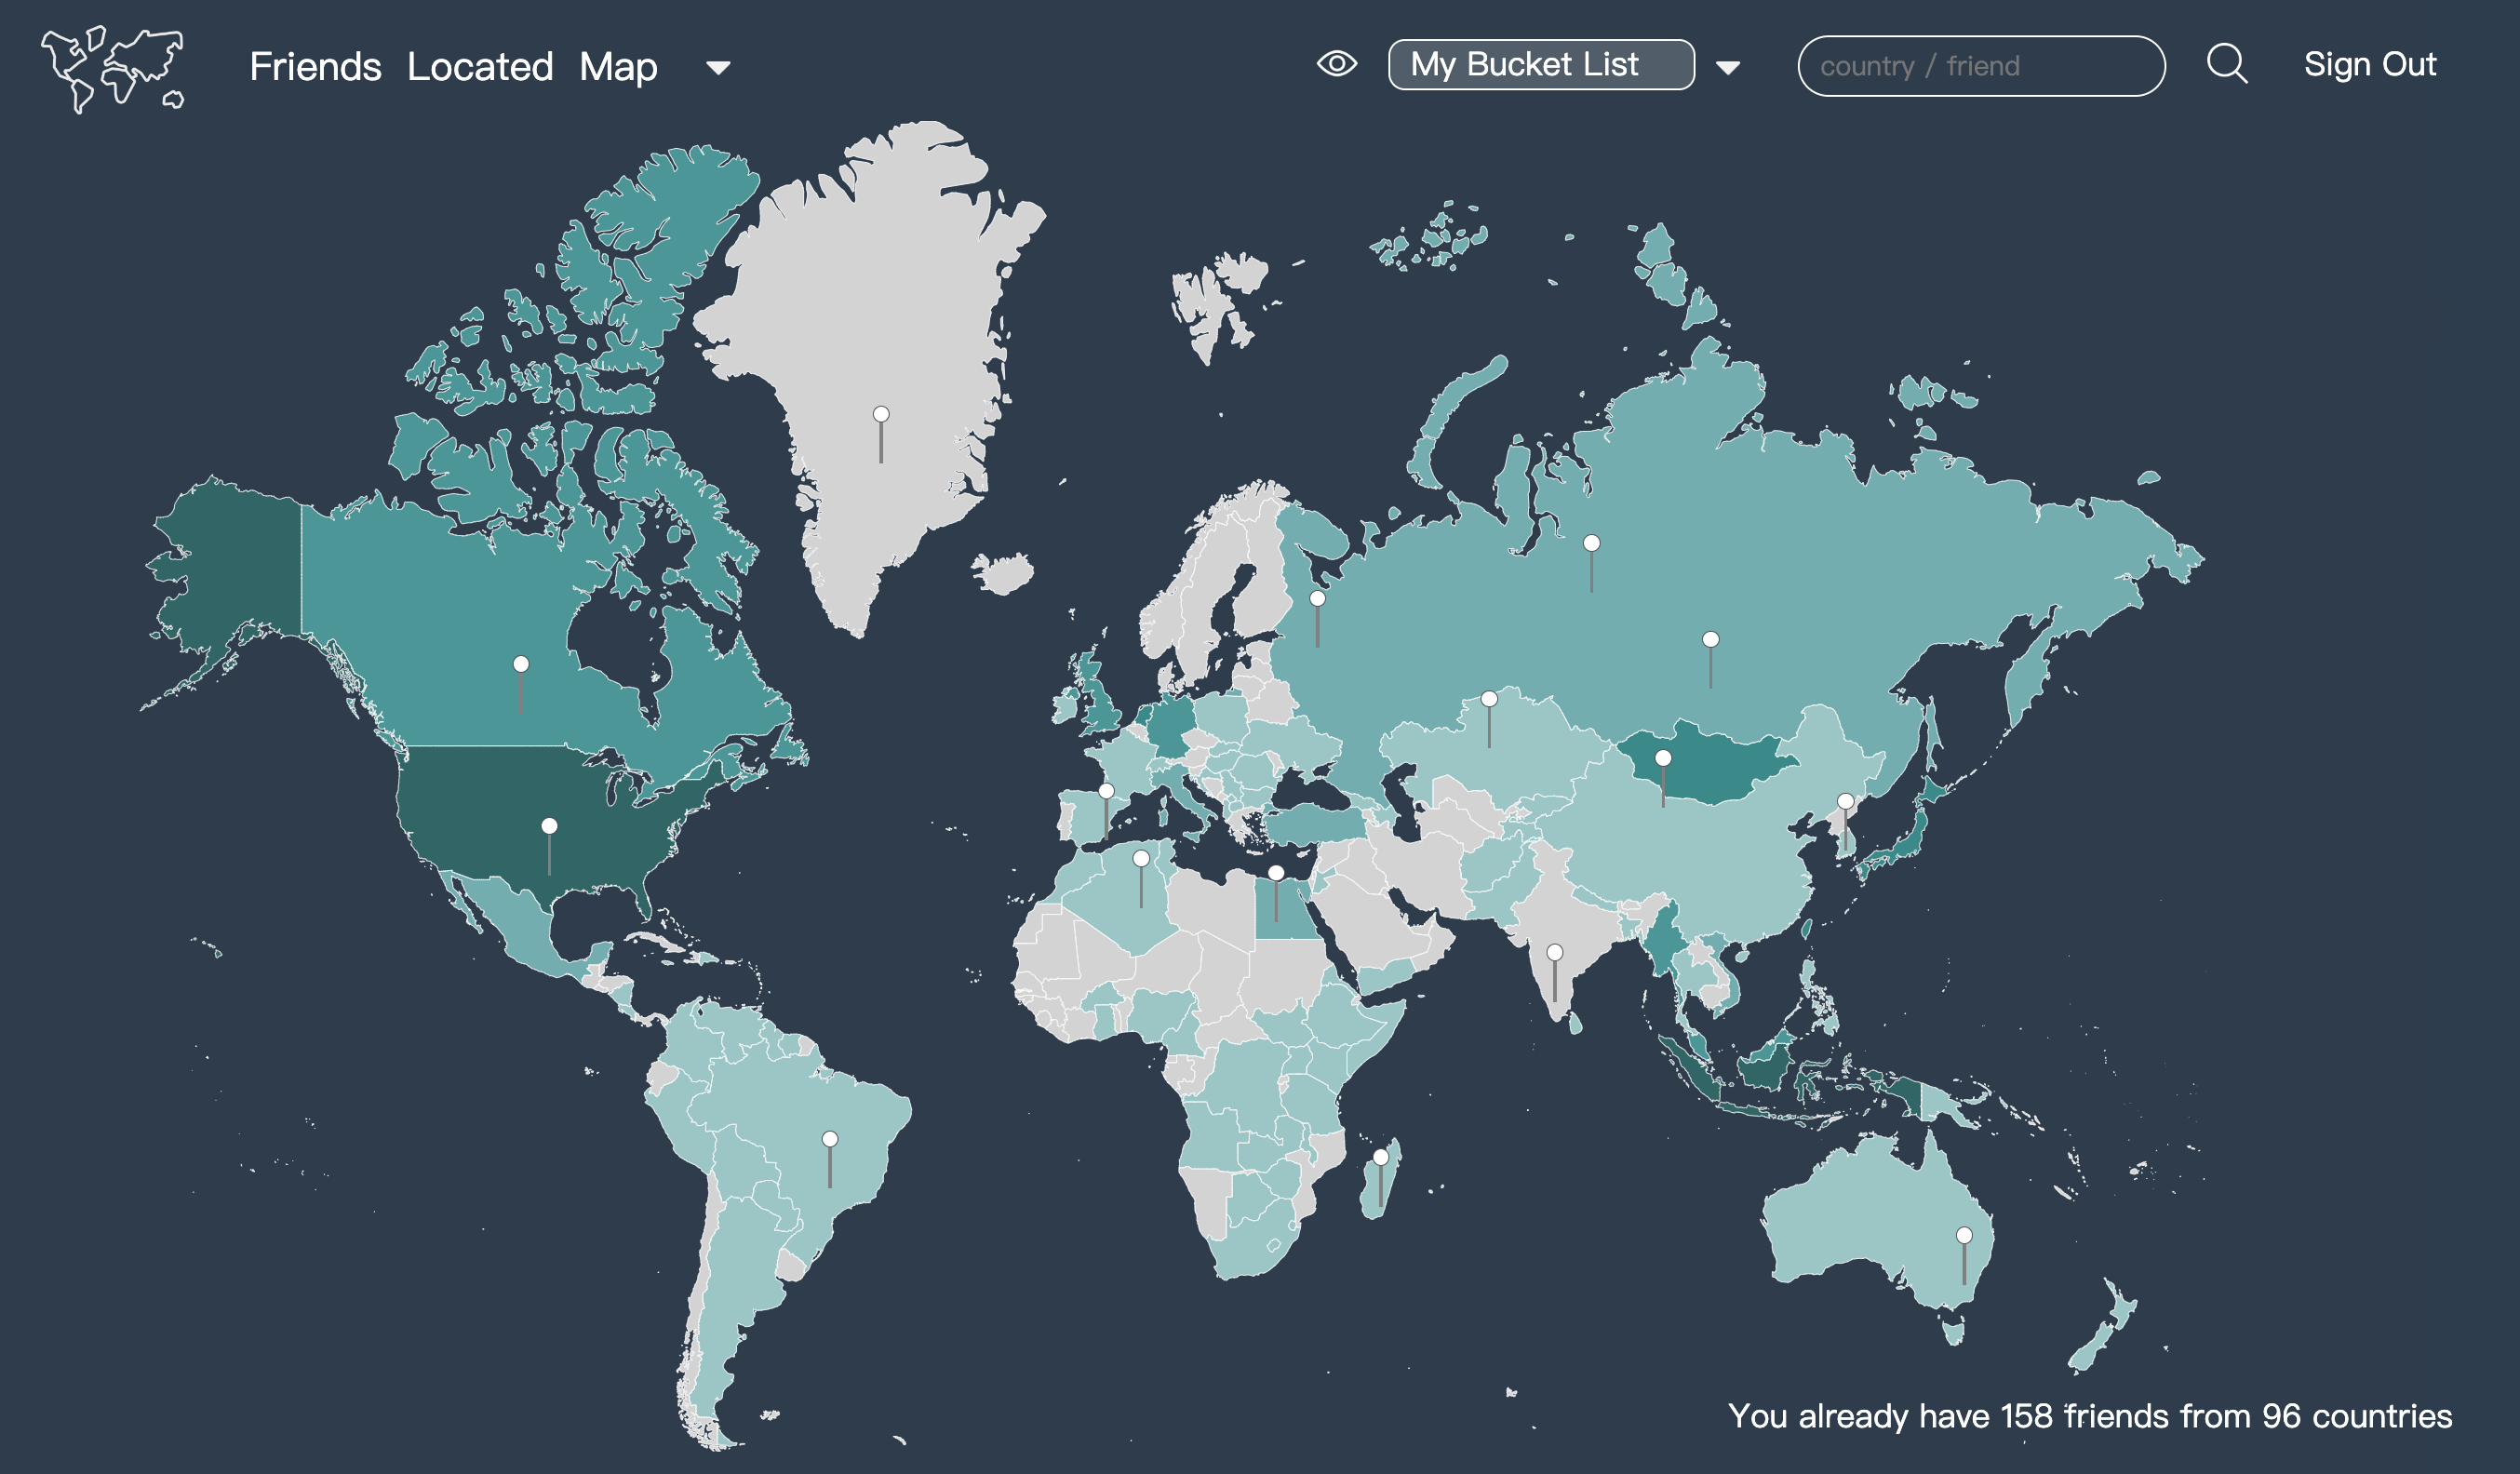 Friends Located Map
My Bucket List
country / friend
Sign Out
You already have 158 friends from 96 countries